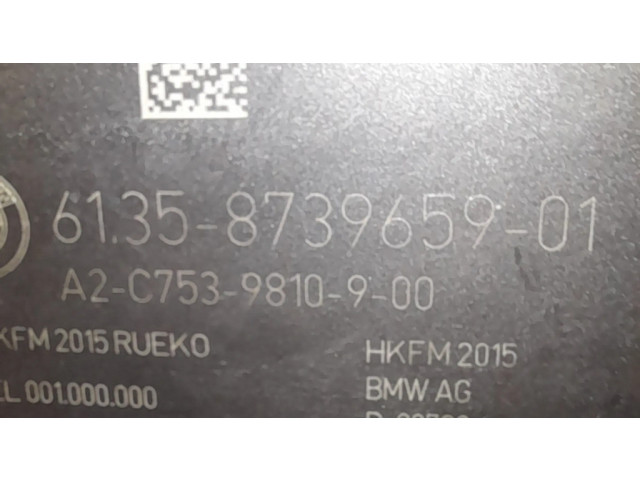 61.35-8739659-01
A2-C753-9810-9-00
KFM 2015 RUEKO
HKFM 2015
EL 001.000.000
BMW AG